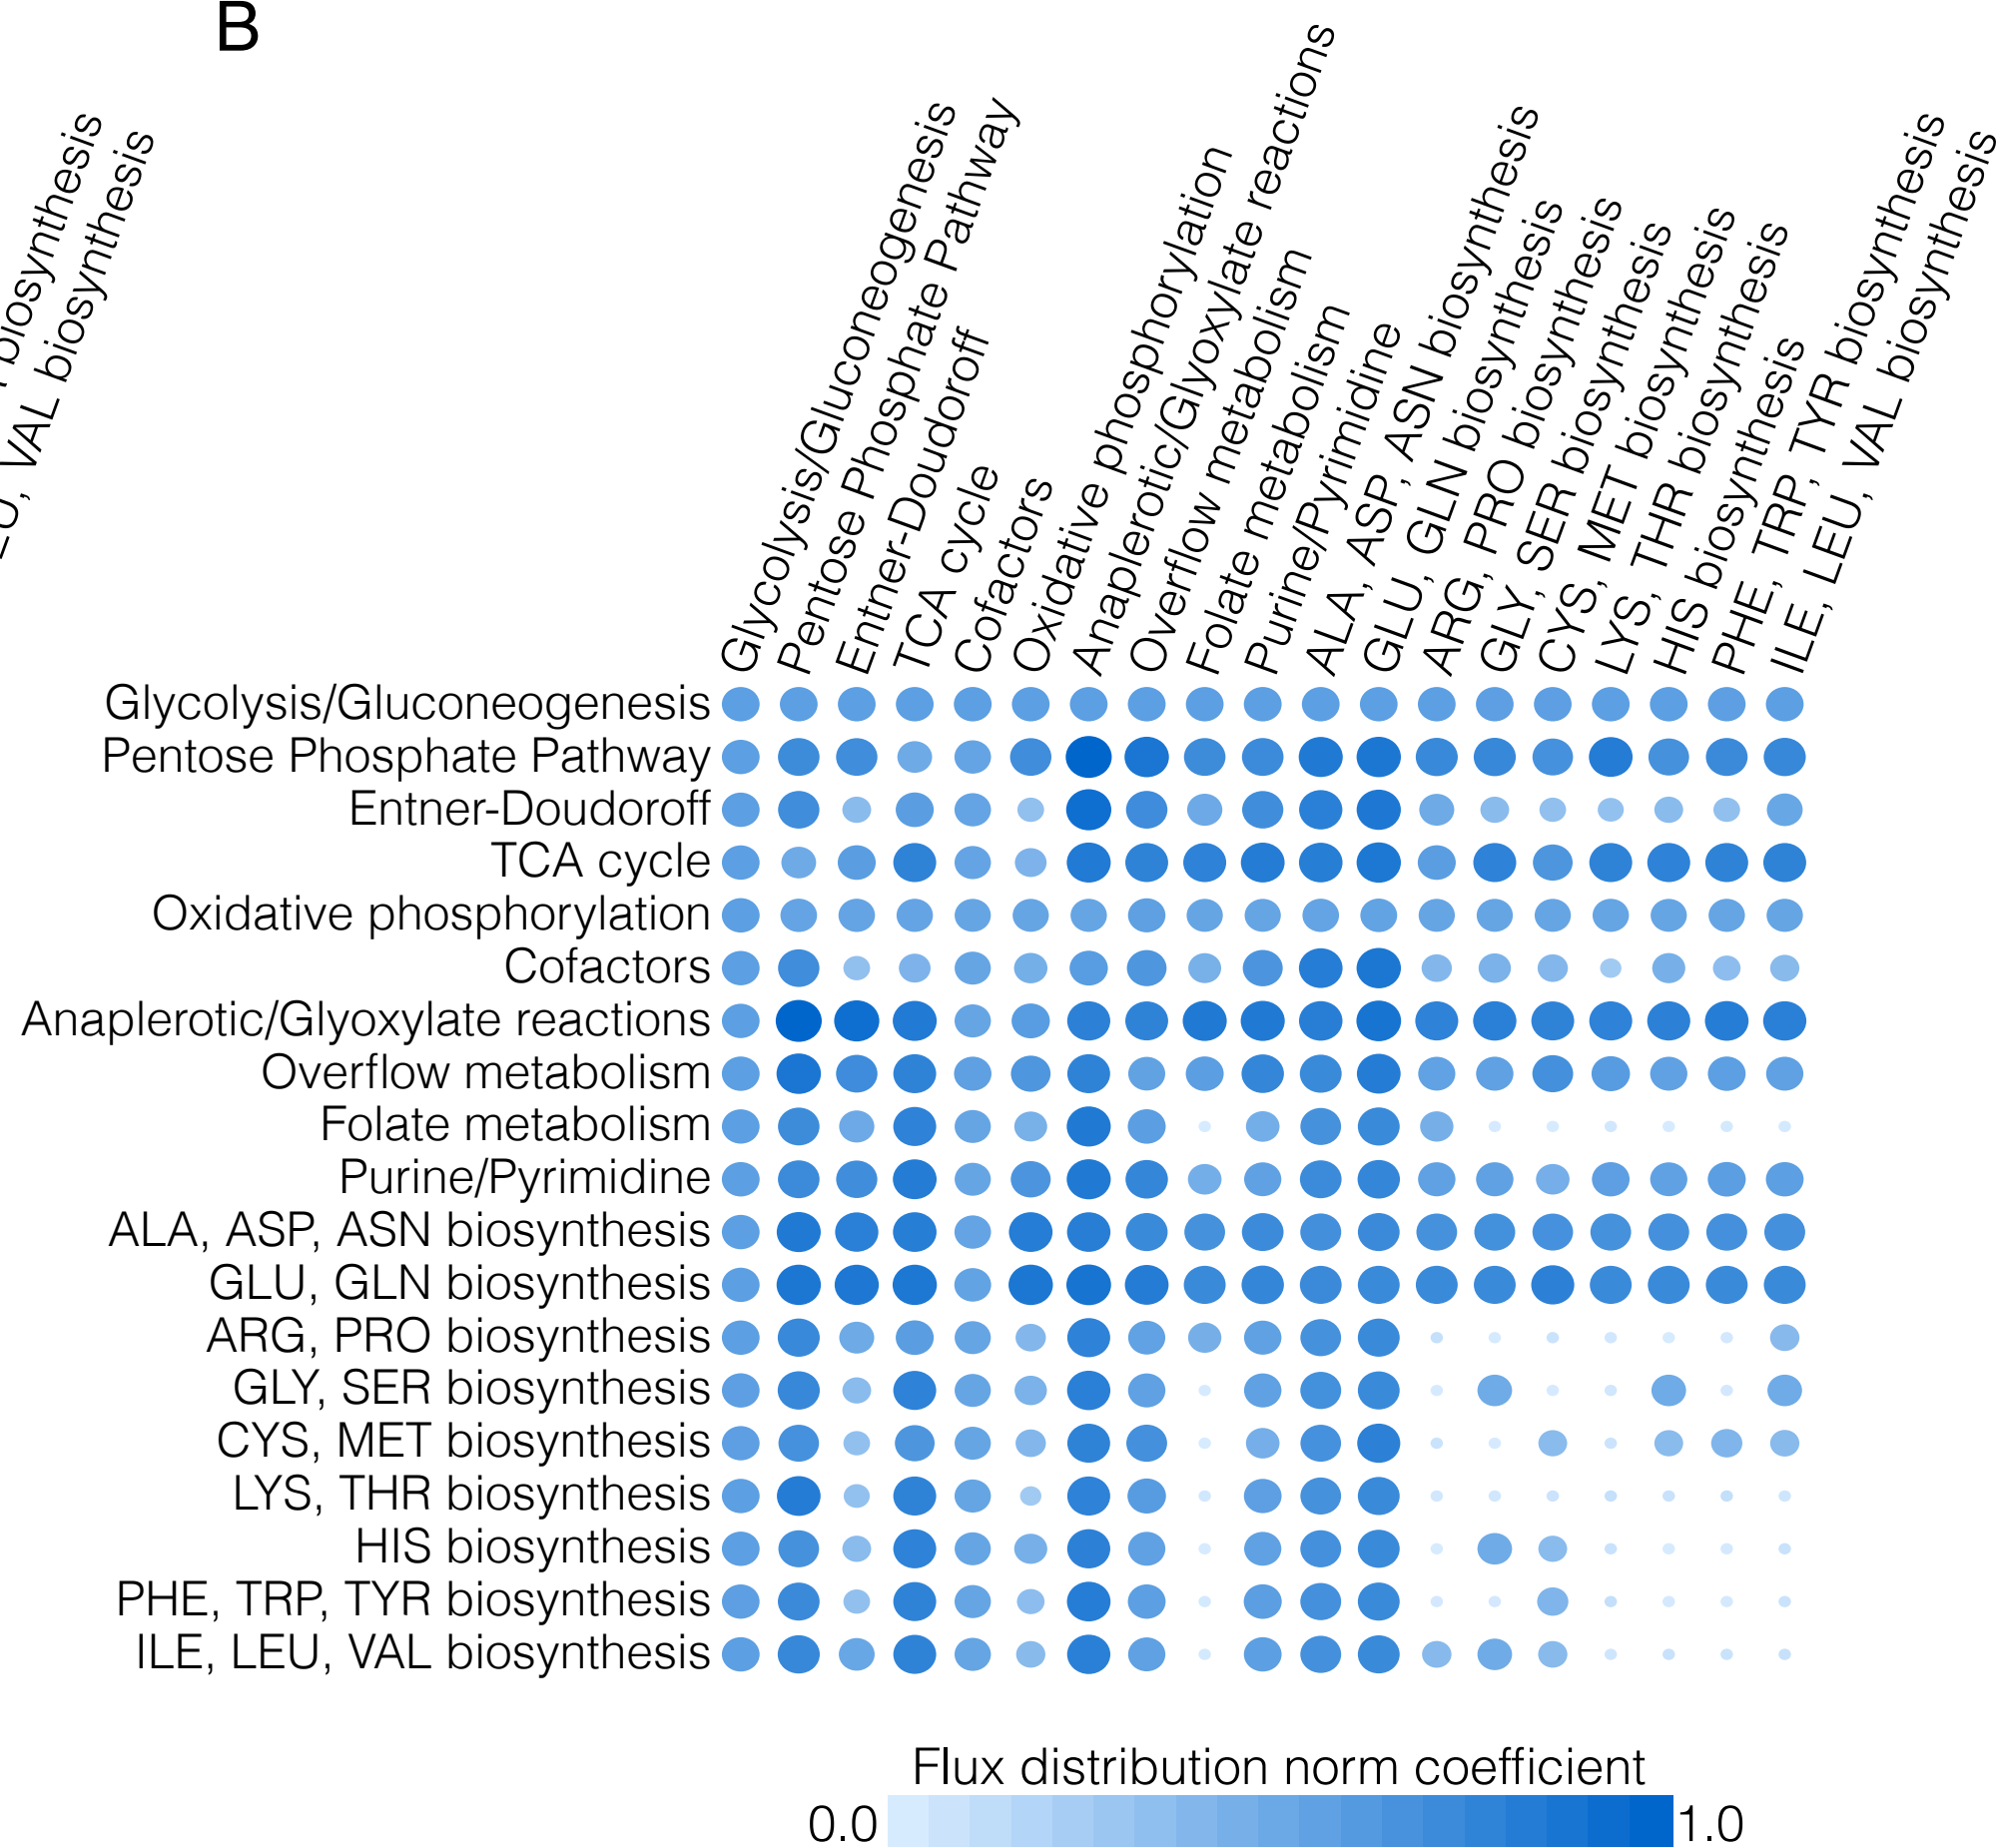 B
biosynthesis
VAL biosynthesis
Glycolysis/Gluconeogenesis
Pentose Phosphate Pathway
Entner-Doudoroff
TCA cycle
Cofactors
Oxidative phosphorylation
Anaplerotic/Glyoxylate reactions
Overflow metabolism
Folate metabolism
Purine/Pyrimidine
ALA, ASP, ASN biosynthesis
GLU, GLN biosynthesis
ARG, PRO biosynthesis
GLY, SER biosynthesis
CYS, MET biosynthesis
LYS, THR biosynthesis
HIS biosynthesis
PHE, TRP, TYR biosynthesis
ILE, LEU, VAL biosynthesis
Glycolysis/Gluconeogenesis
Pentose Phosphate Pathway
Entner-Doudoroff
TCA cycle
Oxidative phosphorylation
Cofactors
Anaplerotic/Glyoxylate reactions
Overflow metabolism
Folate metabolism
Purine/Pyrimidine
ALA, ASP, ASN biosynthesis
GLU, GLN biosynthesis
ARG, PRO biosynthesis
GLY, SER biosynthesis
CYS, MET biosynthesis
LYS, THR biosynthesis
HIS biosynthesis
PHE, TRP, TYR biosynthesis
ILE, LEU, VAL biosynthesis
Flux distribution norm coefficient
0.0 1.0